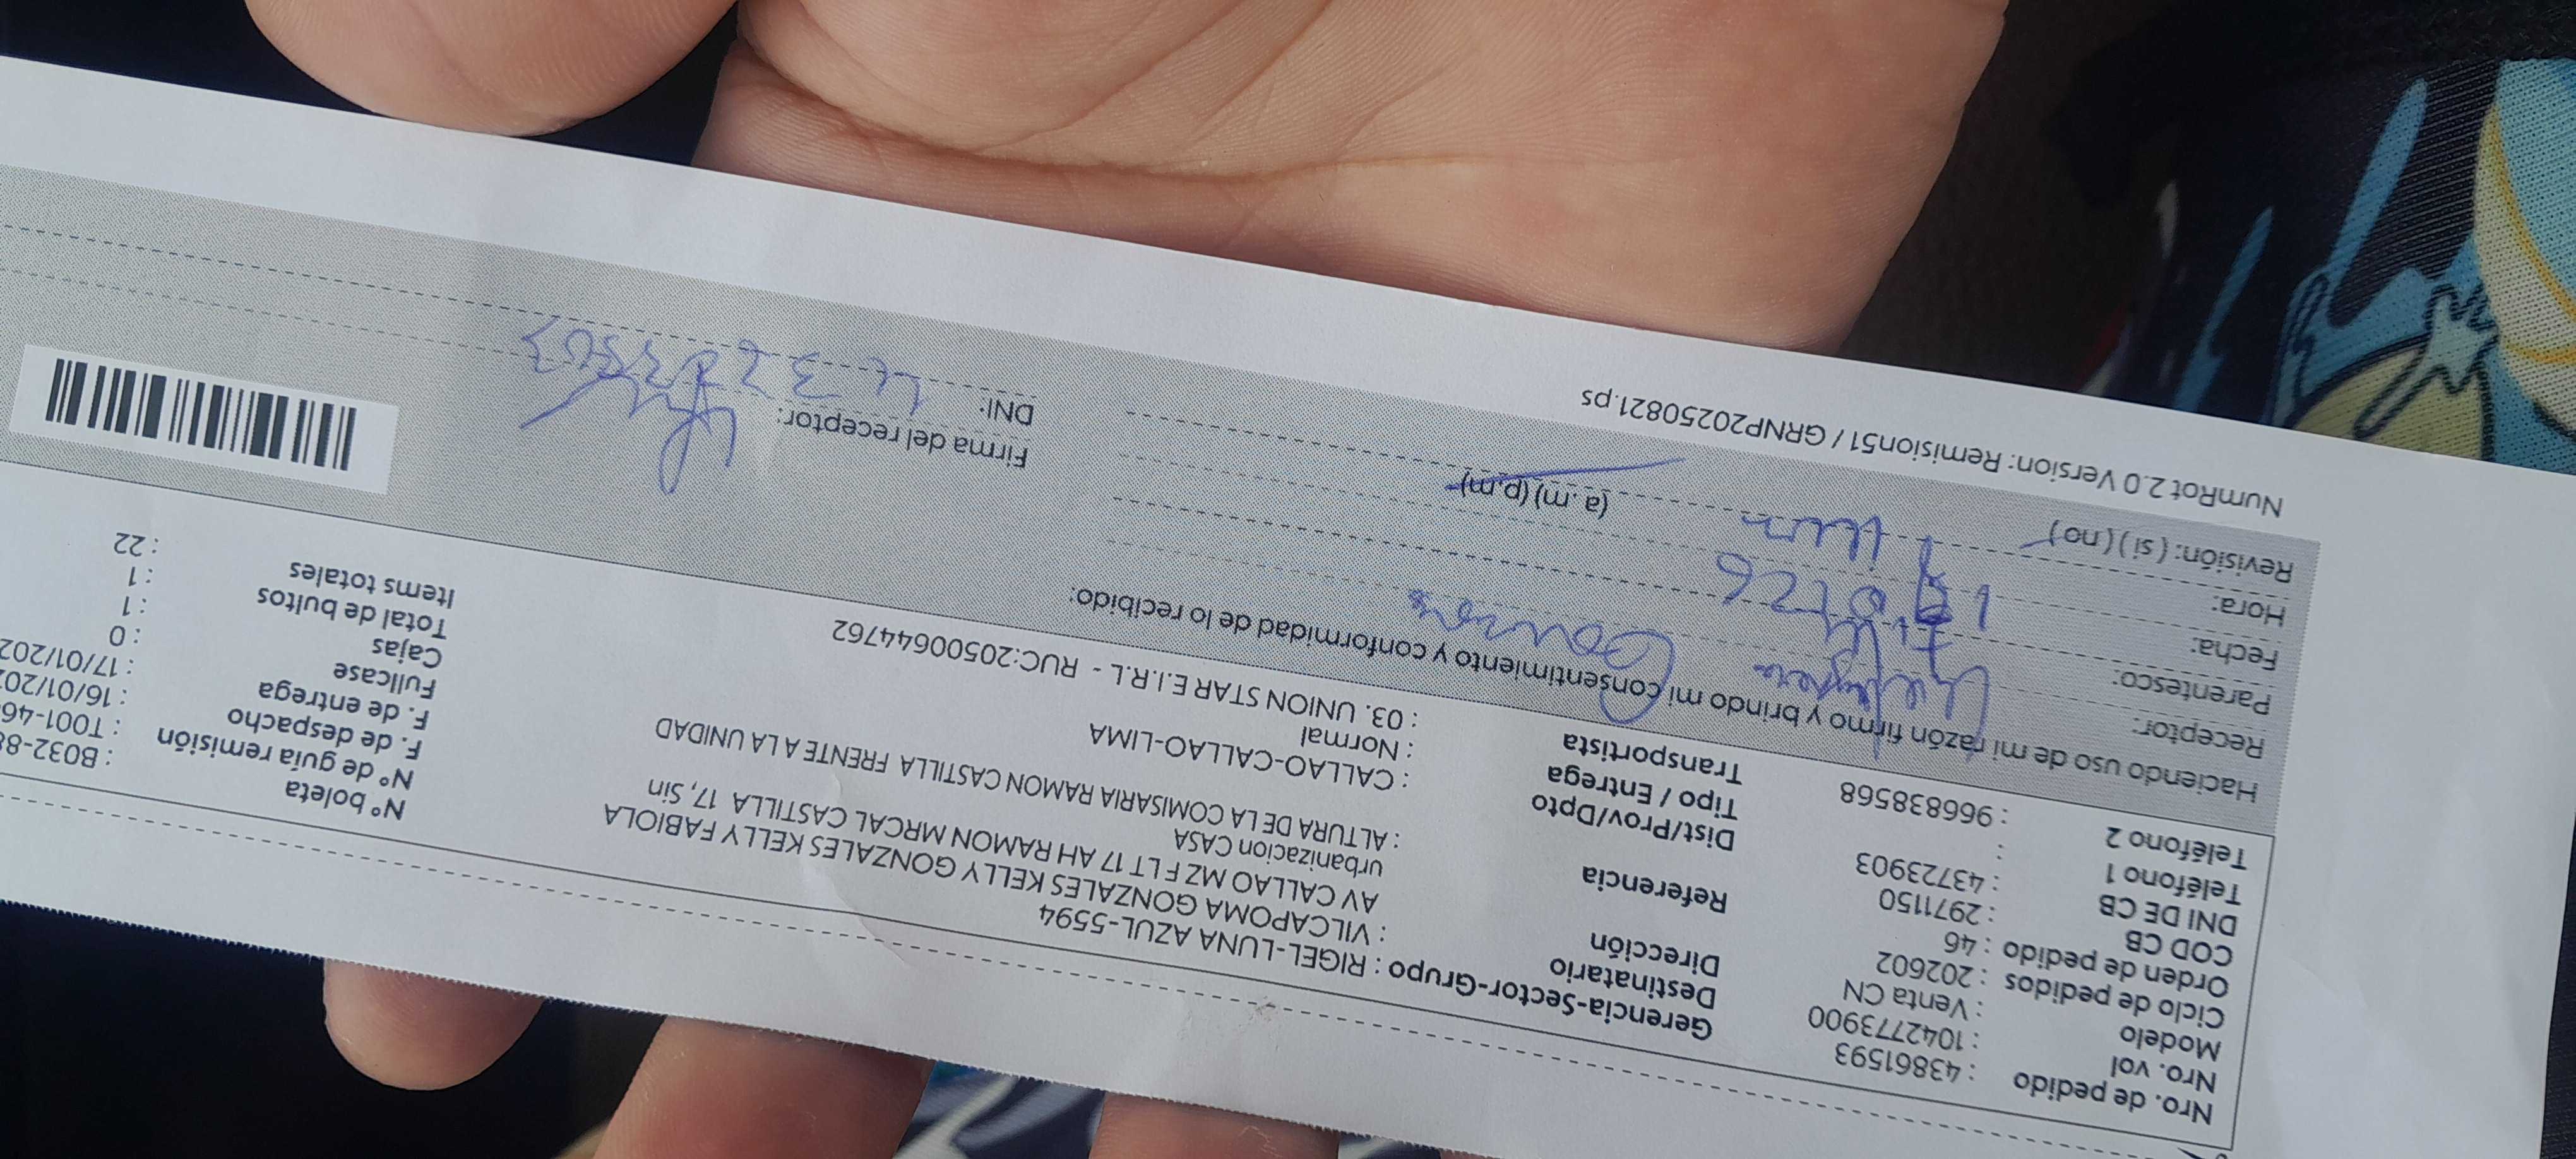 Nro. de pedido : 43861593
Nro. vol : 1042773900
Modelo : Venta CN
Ciclo de pedidos : 202602
Orden de pedido : 46
COD CB : 2971150
DNI DE CB : 43723903
Teléfono 1 :
Teléfono 2 : 966838568
Gerencia-Sector-Grupo : RIGEL-LUNA AZUL-5594
Destinatario : VILCAPOMA GONZALES KELLY GONZALES KELLY FABIOLA
Dirección AV CALLAO MZ F LT 17 AH RAMON MRCAL CASTILLA 17, Sin
urbanizacion CASA
Referencia : ALTURA DE LA COMISARIA RAMON CASTILLA FRENTE A LA UNIDAD
Dist/Prov/Dpto : CALLAO-CALLAO-LIMA
Tipo / Entrega : Normal
Transportista : 03. UNION STAR E.I.R.L - RUC:20500644762
Nº boleta : B032-88
Nº de guía remisión : T001-46
F. de despacho : 16/01/202
F. de entrega : 17/01/202
Fullcase : 0
Cajas : 1
Total de bultos : 1
Items totales : 22
Haciendo uso de mi razón firmo y brindo mi consentimiento y conformidad de lo recibido:
Receptor:
Parentesco:
Fecha:
Hora: (a. m) (p.m)
Revisión: ( si ) ( no )
Firma del receptor:
DNI:
NumRot 2.0 Version: Remision51 / GRNP20250821.ps